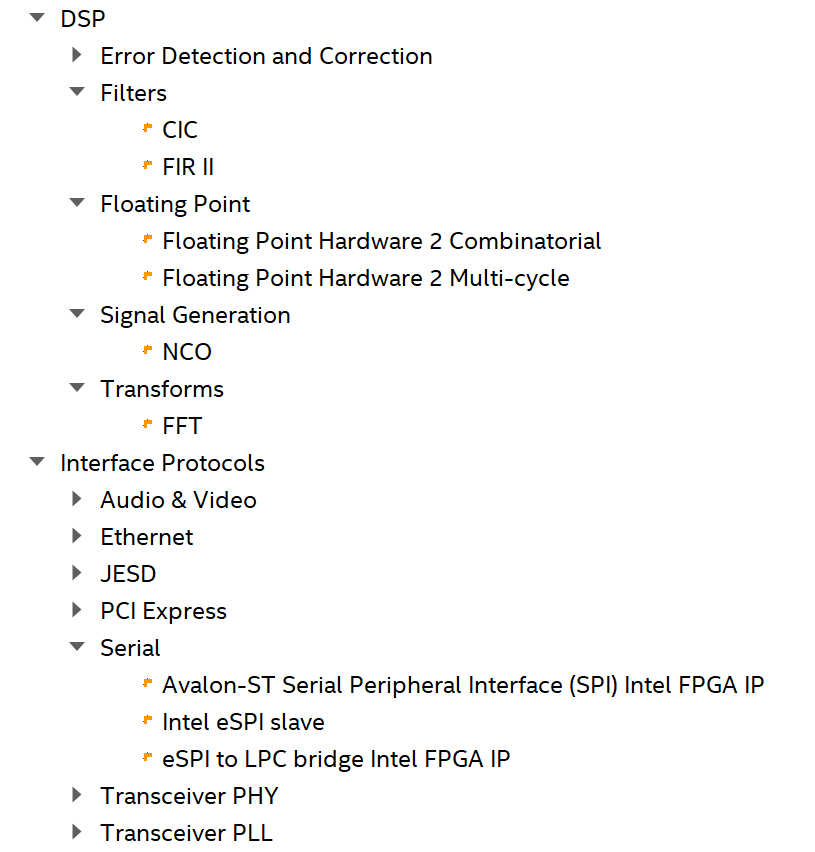 DSP
Error Detection and Correction
Filters
CIC
FIR II
Floating Point
Floating Point Hardware 2 Combinatorial
Floating Point Hardware 2 Multi-cycle
Signal Generation
NCO
Transforms
FFT
Interface Protocols
Audio & Video
Ethernet
JESD
PCI Express
Serial
Avalon-ST Serial Peripheral Interface (SPI) Intel FPGA IP
Intel eSPI slave
eSPI to LPC bridge Intel FPGA IP
Transceiver PHY
Transceiver PLL